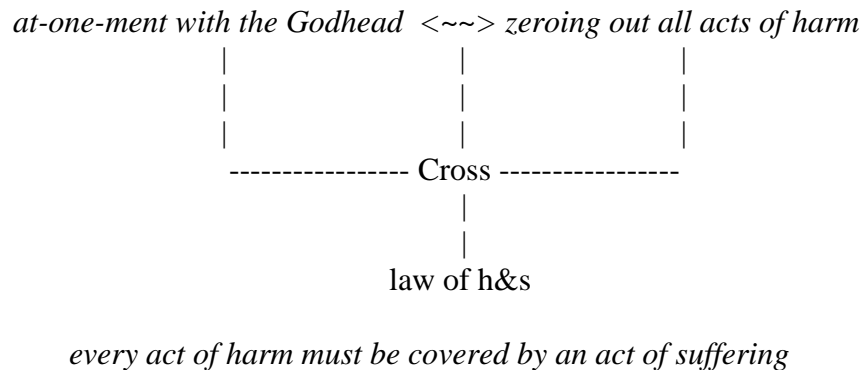 at-one-ment with the Godhead <~~> zeroing out all acts of harm
| | |
| | |
| | |
----------------- Cross -----------------
|
|
law of h&s
every act of harm must be covered by an act of suffering